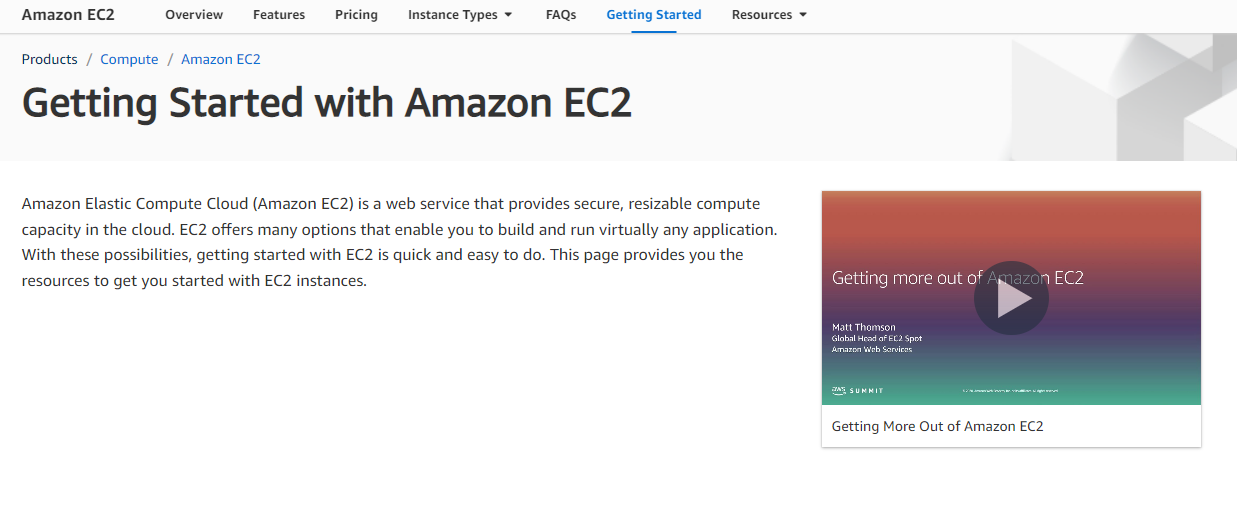 Amazon EC2 Overview Features Pricing Instance Types FAQs Getting Started Resources
Products / Compute / Amazon EC2
Getting Started with Amazon EC2
Amazon Elastic Compute Cloud (Amazon EC2) is a web service that provides secure, resizable compute
capacity in the cloud. EC2 offers many options that enable you to build and run virtually any application.
With these possibilities, getting started with EC2 is quick and easy to do. This page provides you the
resources to get you started with EC2 instances.
Getting more out of Amazon EC2
Matt Thomson
Global Head of EC2 Spot
Amazon Web Services
aws SUMMIT
Getting More Out of Amazon EC2